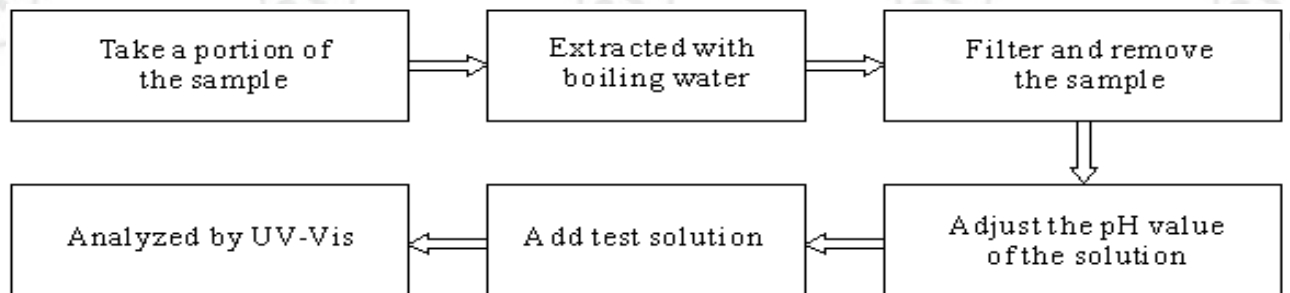 Take a portion of
the sample
Extracted with
boiling water
Filter and remove
the sample
Adjust the pH value
of the solution
Add test solution
Analyzed by UV-Vis